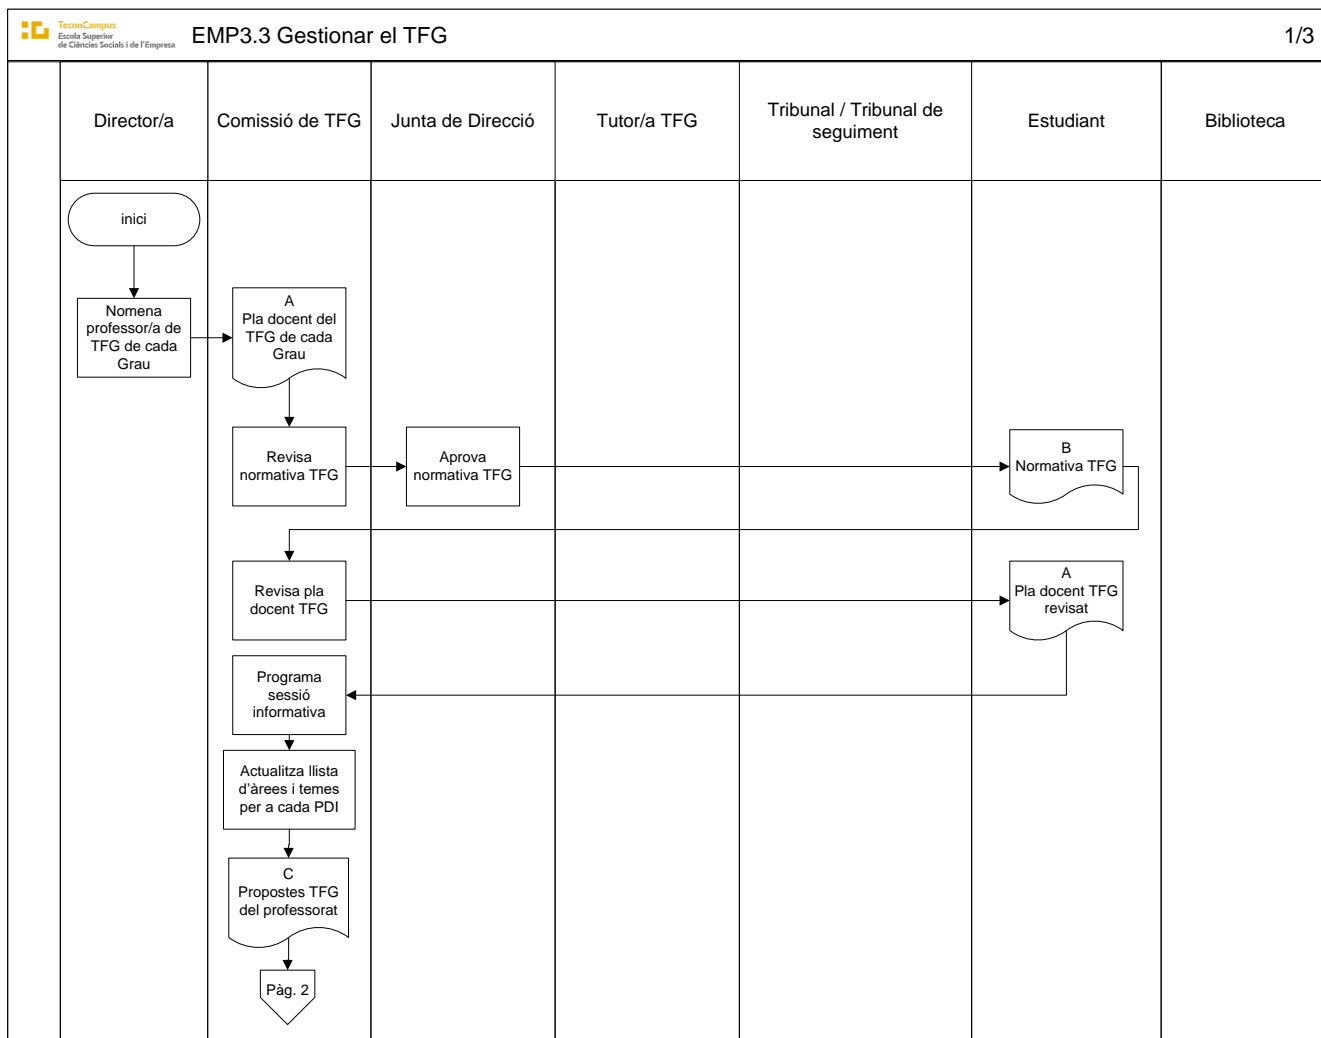 TecnoCampus
Escola Superior
de Ciències Socials i de l'Empresa
EMP3.3 Gestionar el TFG
1/3
Director/a
Comissió de TFG
Junta de Direcció
Tutor/a TFG
Tribunal / Tribunal de
seguiment
Estudiant
Biblioteca
inici
Nomena
professor/a de
TFG de cada
Grau
A
Pla docent del
TFG de cada
Grau
Revisa
normativa TFG
Aprova
normativa TFG
B
Normativa TFG
Revisa pla
docent TFG
A
Pla docent TFG
revisat
Programa
sessió
informativa
Actualitza llista
d'àrees i temes
per a cada PDI
C
Propostes TFG
del professorat
Pàg. 2